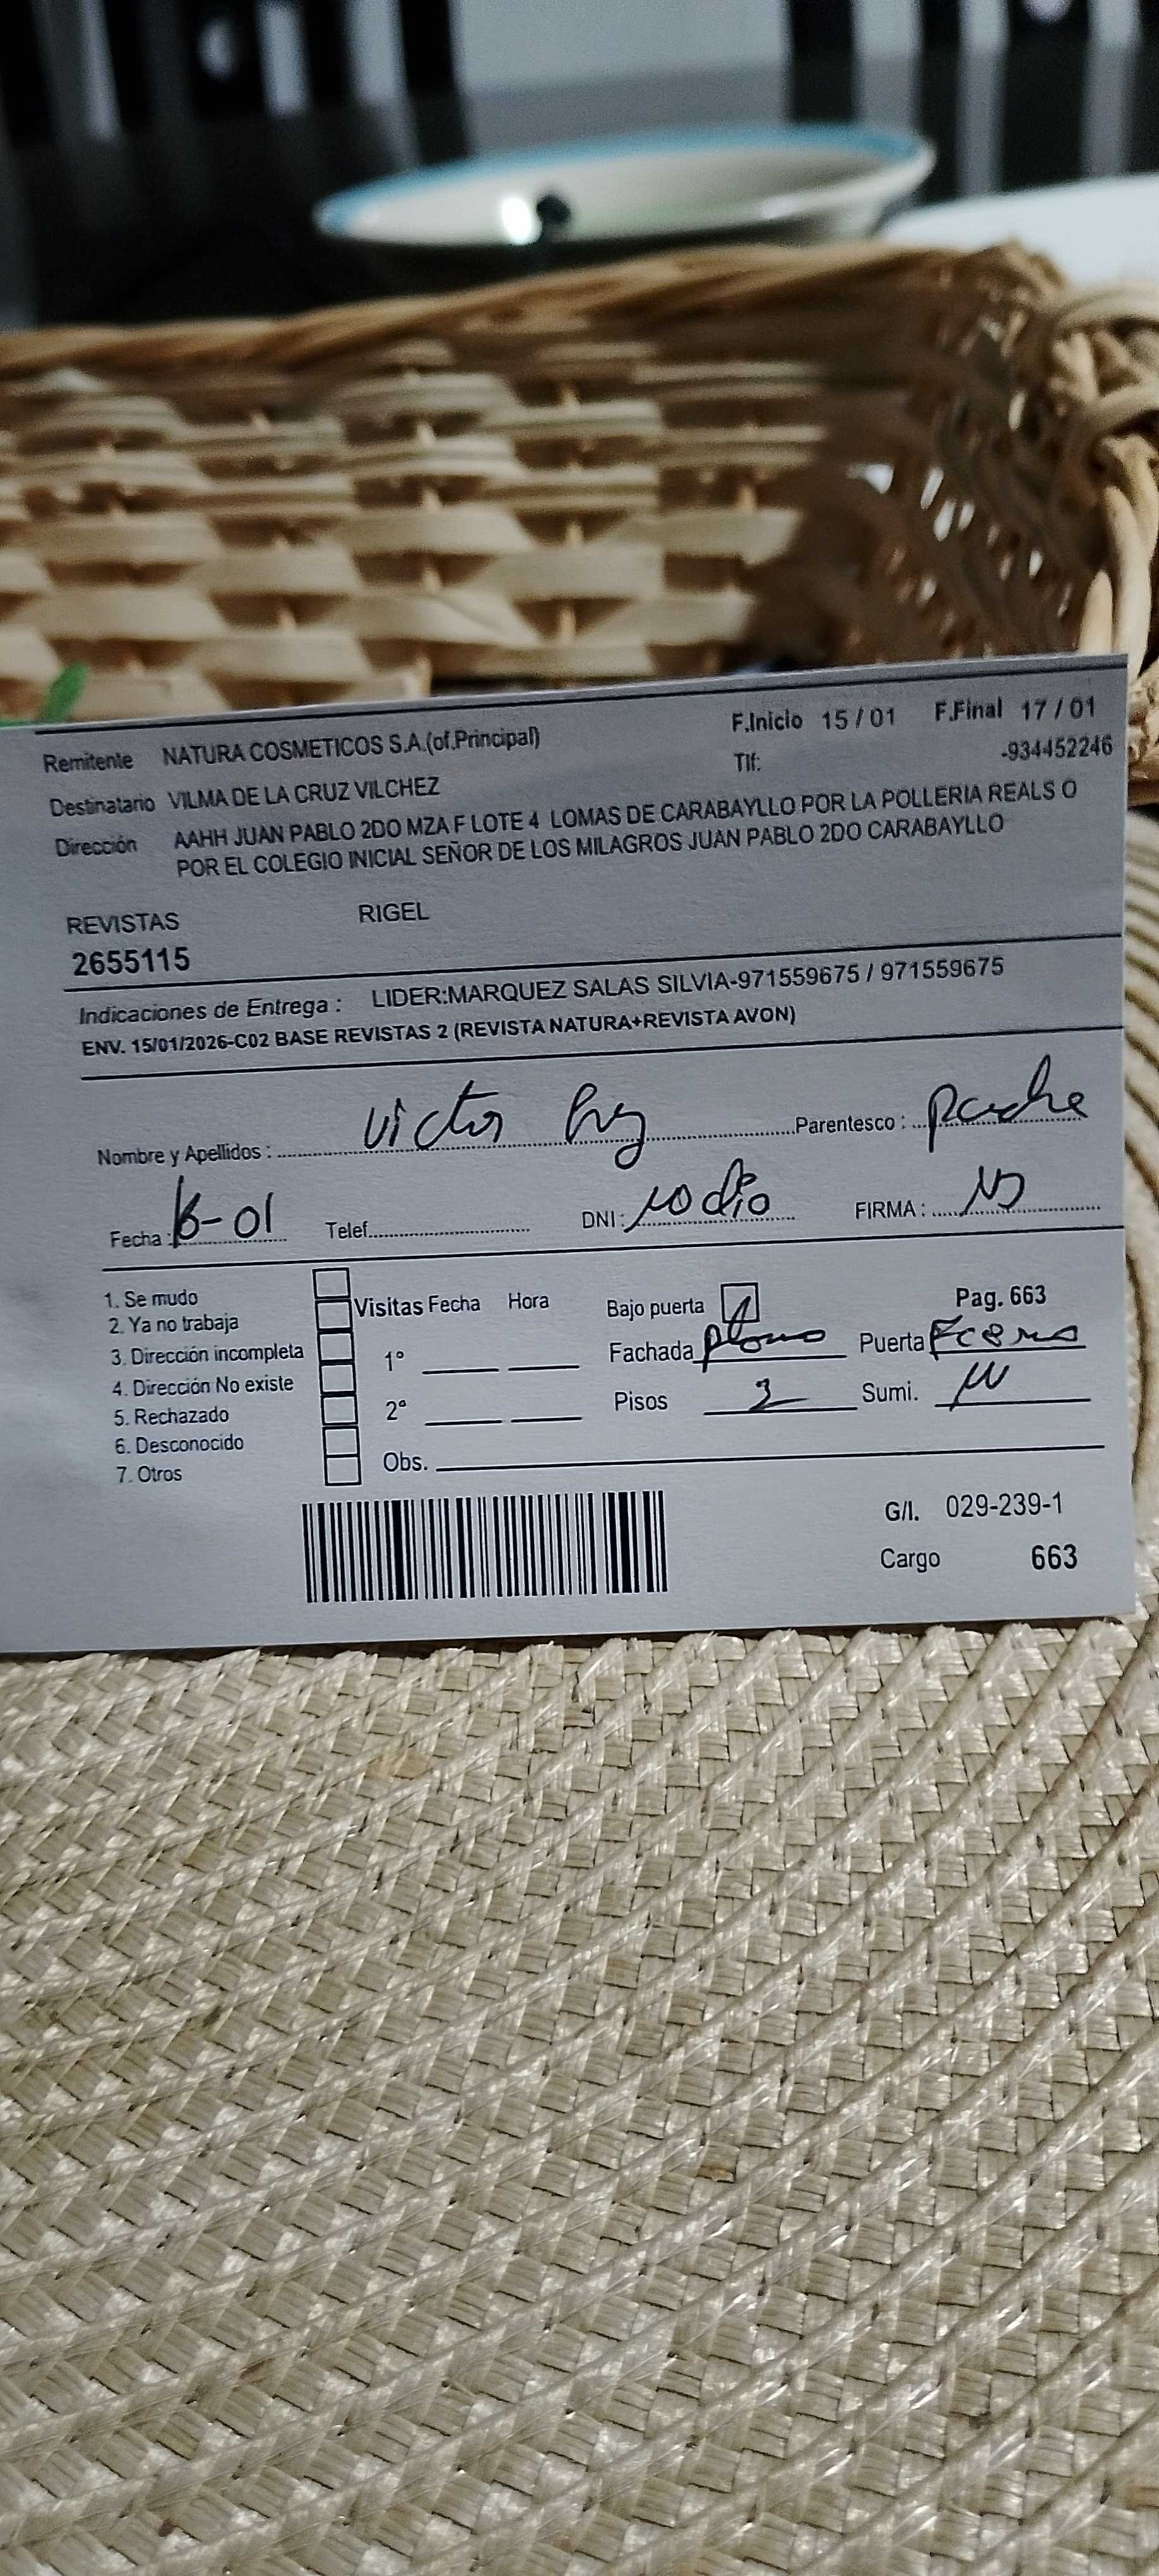 F.Inicio 15 / 01 F.Final 17 / 01
Remitente NATURA COSMETICOS S.A.(of.Principal) Tlf: -934452246
Destinatario VILMA DE LA CRUZ VILCHEZ
Dirección AAHH JUAN PABLO 2DO MZA F LOTE 4 LOMAS DE CARABAYLLO POR LA POLLERIA REALS O
POR EL COLEGIO INICIAL SEÑOR DE LOS MILAGROS JUAN PABLO 2DO CARABAYLLO
REVISTAS RIGEL
2655115
Indicaciones de Entrega : LIDER:MARQUEZ SALAS SILVIA-971559675 / 971559675
ENV. 15/01/2026-C02 BASE REVISTAS 2 (REVISTA NATURA+REVISTA AVON)
Nombre y Apellidos : victor Parentesco : padre
Fecha : 16-01 Telef. DNI : no dio FIRMA :
1. Se mudo
2. Ya no trabaja
3. Dirección incompleta
4. Dirección No existe
5. Rechazado
6. Desconocido
7. Otros
Visitas Fecha Hora
1°
2°
Obs.
Bajo puerta 1 Pag. 663
Fachada plomo Puerta
Pisos 2 Sumi.
G/I. 029-239-1
Cargo 663